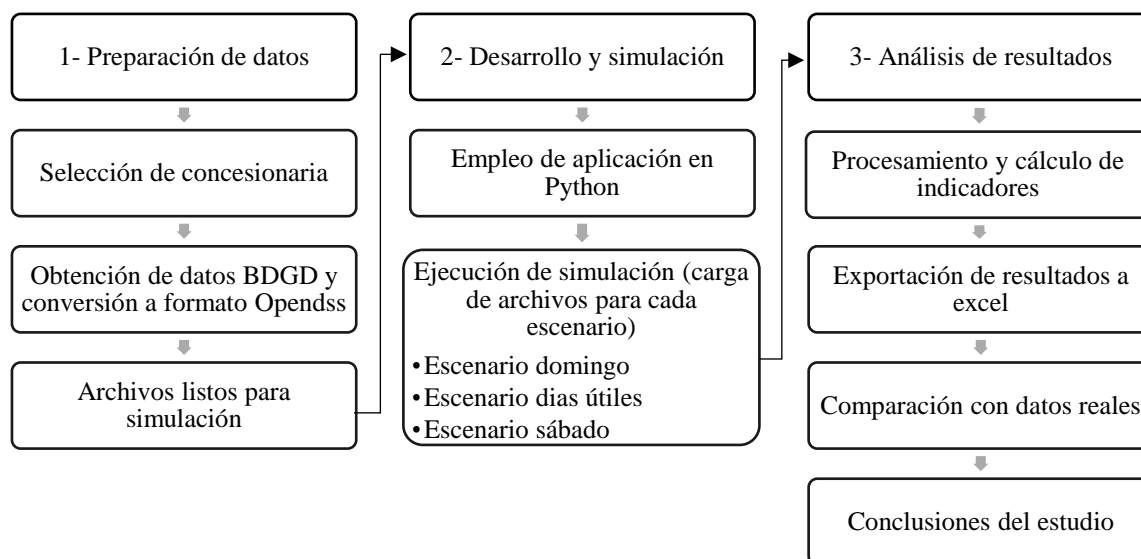 1- Preparación de datos
Selección de concesionaria
Obtención de datos BDGD y
conversión a formato Opendss
Archivos listos para
simulación
2- Desarrollo y simulación
Empleo de aplicación en
Python
Ejecución de simulación (carga
de archivos para cada
escenario)
•Escenario domingo
•Escenario dias útiles
•Escenario sábado
3- Análisis de resultados
Procesamiento y cálculo de
indicadores
Exportación de resultados a
excel
Comparación con datos reales
Conclusiones del estudio